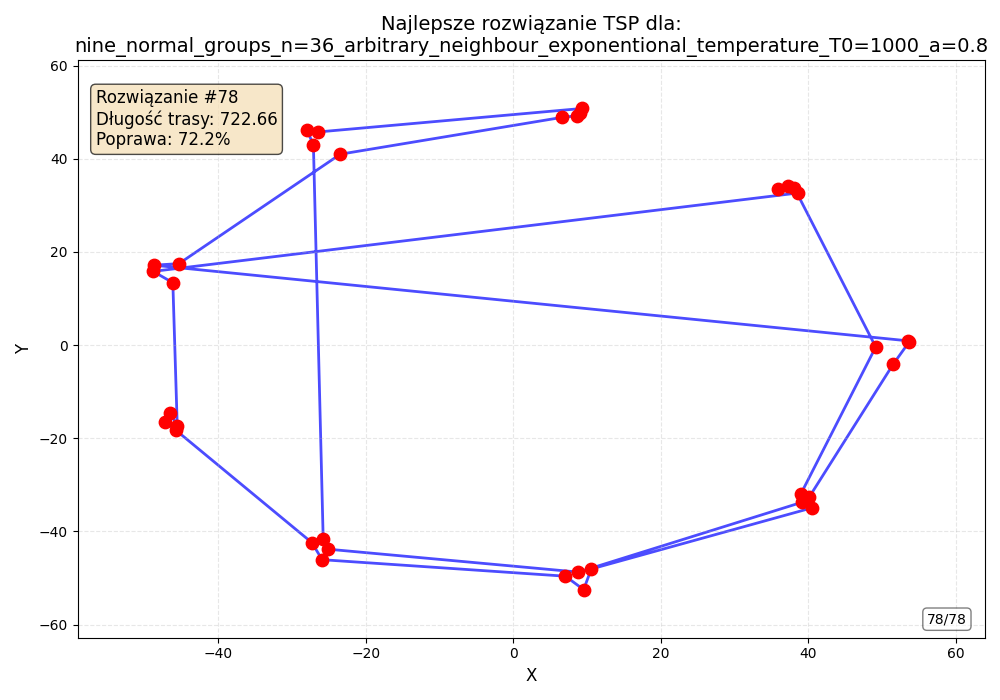 Najlepsze rozwiązanie TSP dla:
nine_normal_groups_n=36_arbitrary_neighbour_exponentional_temperature_T0=1000_a=0.8
Rozwiązanie #78
Długość trasy: 722.66
Poprawa: 72.2%
60
40
20
0
−20
−40
−60
Y
78/78
−40
−20
0
20
40
60
X